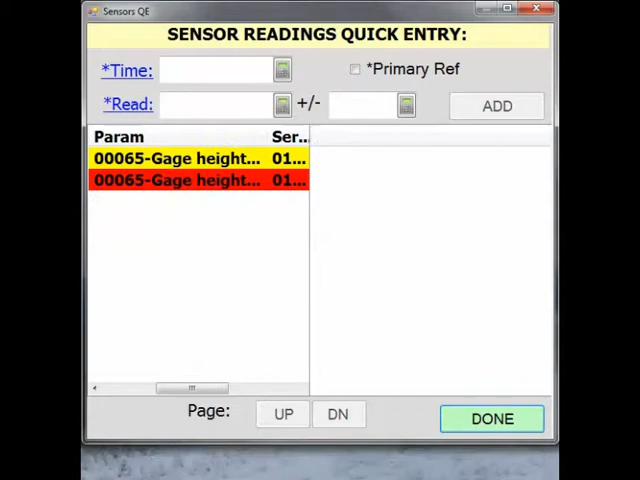 Sensors QE
SENSOR READINGS QUICK ENTRY:
*Time:
*Primary Ref
*Read:
+/-
ADD
Param Ser...
00065-Gage height... 01...
00065-Gage height... 01...
Page:
UP
DN
DONE